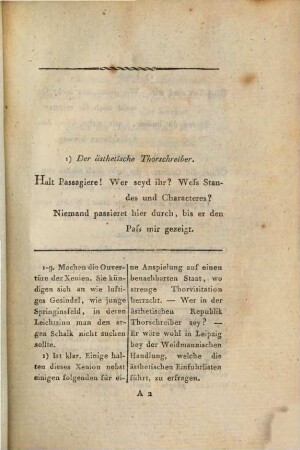 1) Der ästhetische Thorschreiber.
Halt Passagiere! Wer seyd ihr? Weſs Stan-
des und Characteres?
Niemand passieret hier durch, bis er den
Paſs mir gezeigt.
1-9. Machen die Ouver-
türe der Xenien. Sie kün-
digen sich an wie lufti-
ges Gesindel, wie junge
Springinsfeld, in deren
Leichtsinn man den ar-
gen Schalk nicht suchen
sollte.
1) Ist klar. Einige hal-
ten dieses Xenion nebst
einigen folgenden für ei-
ne Anspielung auf einen
benachbarten Staat, wo
strenge Thorvisitation
herrscht. — Wer in der
ästhetischen Republik
Thorschreiber sey? —
Er wäre wohl in Leipzig
bey der Weidmannischen
Handlung, welche die
ästhetischen Einfuhrlisten
führt, zu erfragen.
A 2